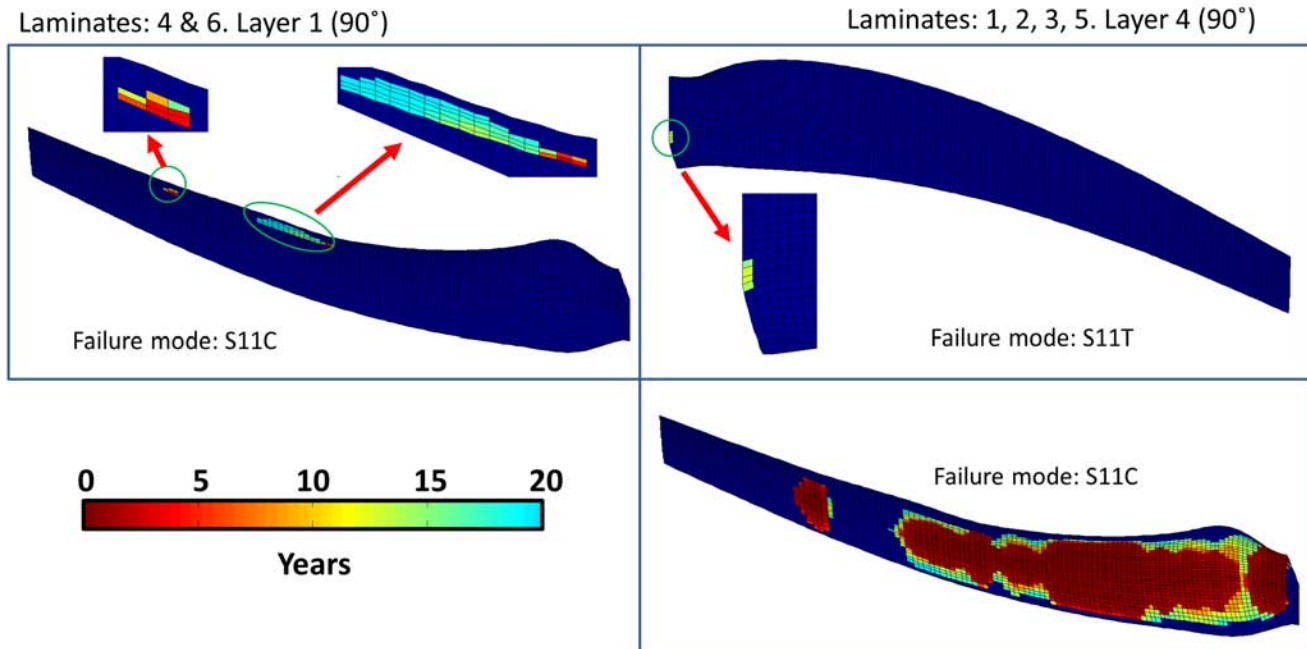 Laminates: 4 & 6. Layer 1 (90˚)
Laminates: 1, 2, 3, 5. Layer 4 (90˚)
Failure mode: S11C
Failure mode: S11T
0 5 10 15 20
Years
Failure mode: S11C